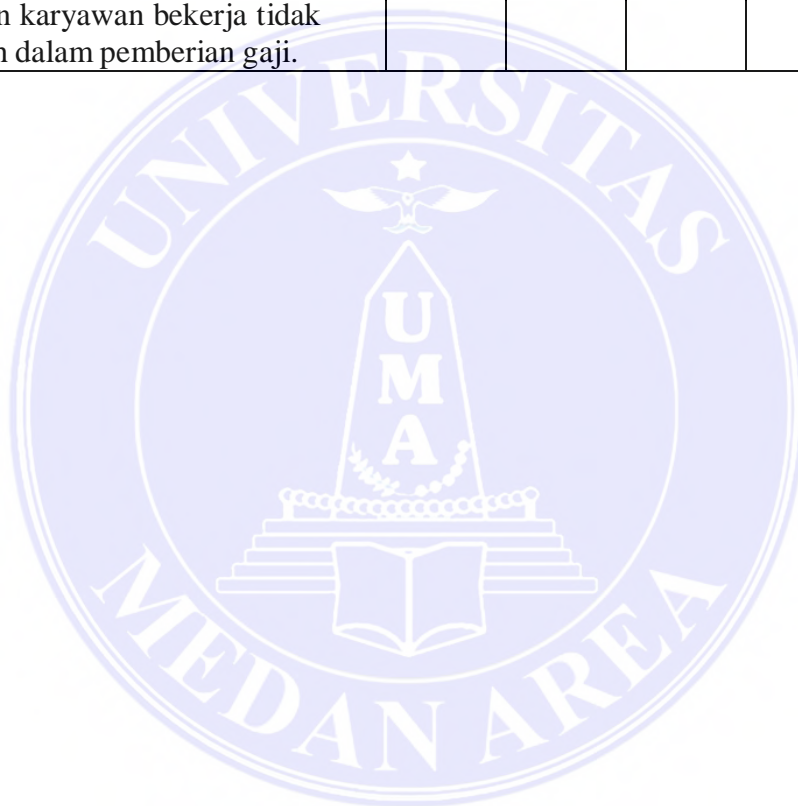 n karyawan bekerja tidak
n dalam pemberian gaji.
UNIVERSITAS
UMA
MEDAN AREA